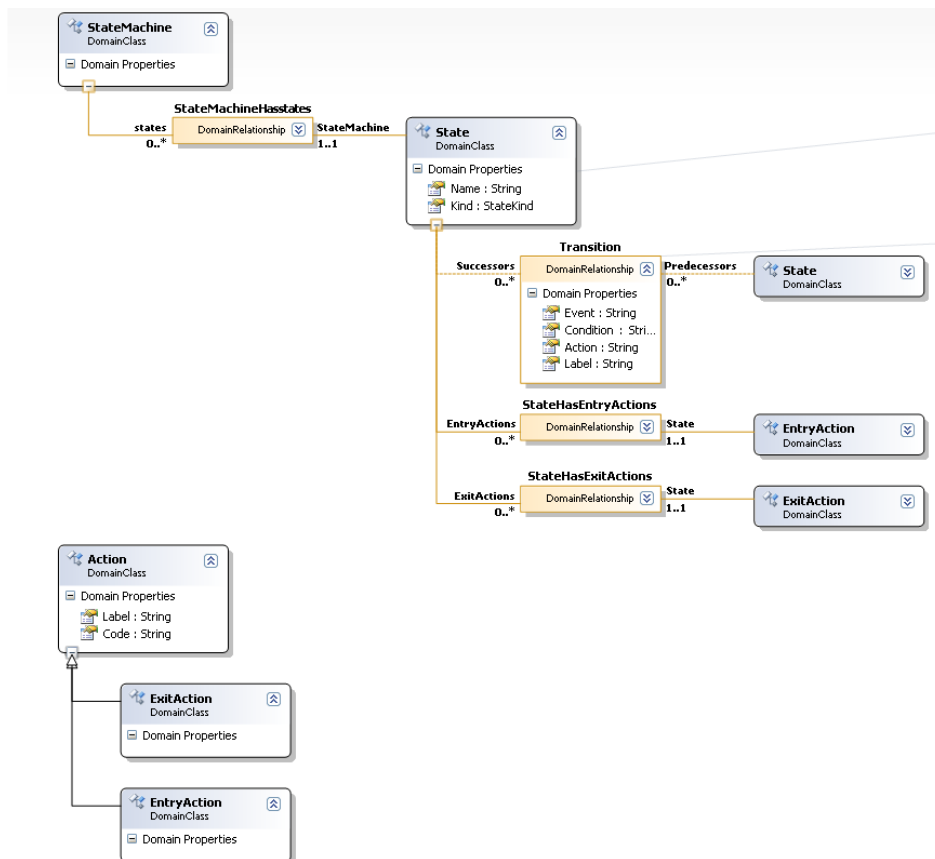 StateMachine
DomainClass
Domain Properties
StateMachineHasstates
states
DomainRelationship
StateMachine
0..*
1..1
State
DomainClass
Domain Properties
Name : String
Kind : StateKind
Transition
Successors
DomainRelationship
Predecessors
0..*
0..*
State
DomainClass
Domain Properties
Event : String
Condition : Stri...
Action : String
Label : String
StateHasEntryActions
EntryActions
DomainRelationship
State
0..*
1..1
EntryAction
DomainClass
StateHasExitActions
ExitActions
DomainRelationship
State
0..*
1..1
ExitAction
DomainClass
Action
DomainClass
Domain Properties
Label : String
Code : String
ExitAction
DomainClass
Domain Properties
EntryAction
DomainClass
Domain Properties